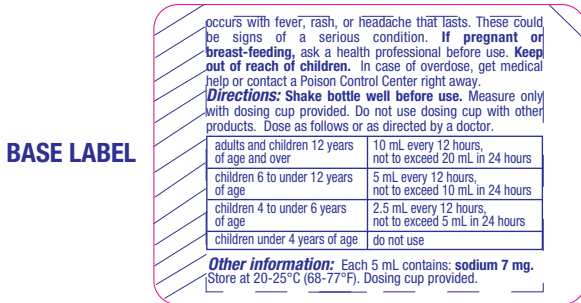 occurs with fever, rash, or headache that lasts. These could
be signs of a serious condition. If pregnant or
breast-feeding, ask a health professional before use. Keep
out of reach of children. In case of overdose, get medical
help or contact a Poison Control Center right away.
Directions: Shake bottle well before use. Measure only
with dosing cup provided. Do not use dosing cup with other
products. Dose as follows or as directed by a doctor.
BASE LABEL
adults and children 12 years
of age and over
10 mL every 12 hours,
not to exceed 20 mL in 24 hours
children 6 to under 12 years
of age
5 mL every 12 hours,
not to exceed 10 mL in 24 hours
children 4 to under 6 years
of age
2.5 mL every 12 hours,
not to exceed 5 mL in 24 hours
children under 4 years of age
do not use
Other information: Each 5 mL contains: sodium 7 mg.
Store at 20-25°C (68-77°F). Dosing cup provided.